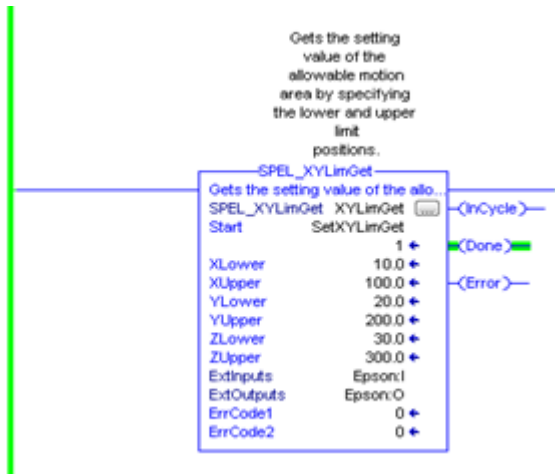 Gets the setting
value of the
allowable motion
area by specifying
the lower and upper
limit
positions.
SPEL_XYLimGet
Gets the setting value of the allo...
SPEL_XYLimGet XYLimGet ... (InCycle)
Start SetXYLimGet
1 (Done)
XLower 10.0
XUpper 100.0 (Error)
YLower 20.0
YUpper 200.0
ZLower 30.0
ZUpper 300.0
ExtInputs Epson:I
ExtOutputs Epson:O
ErrCode1 0
ErrCode2 0